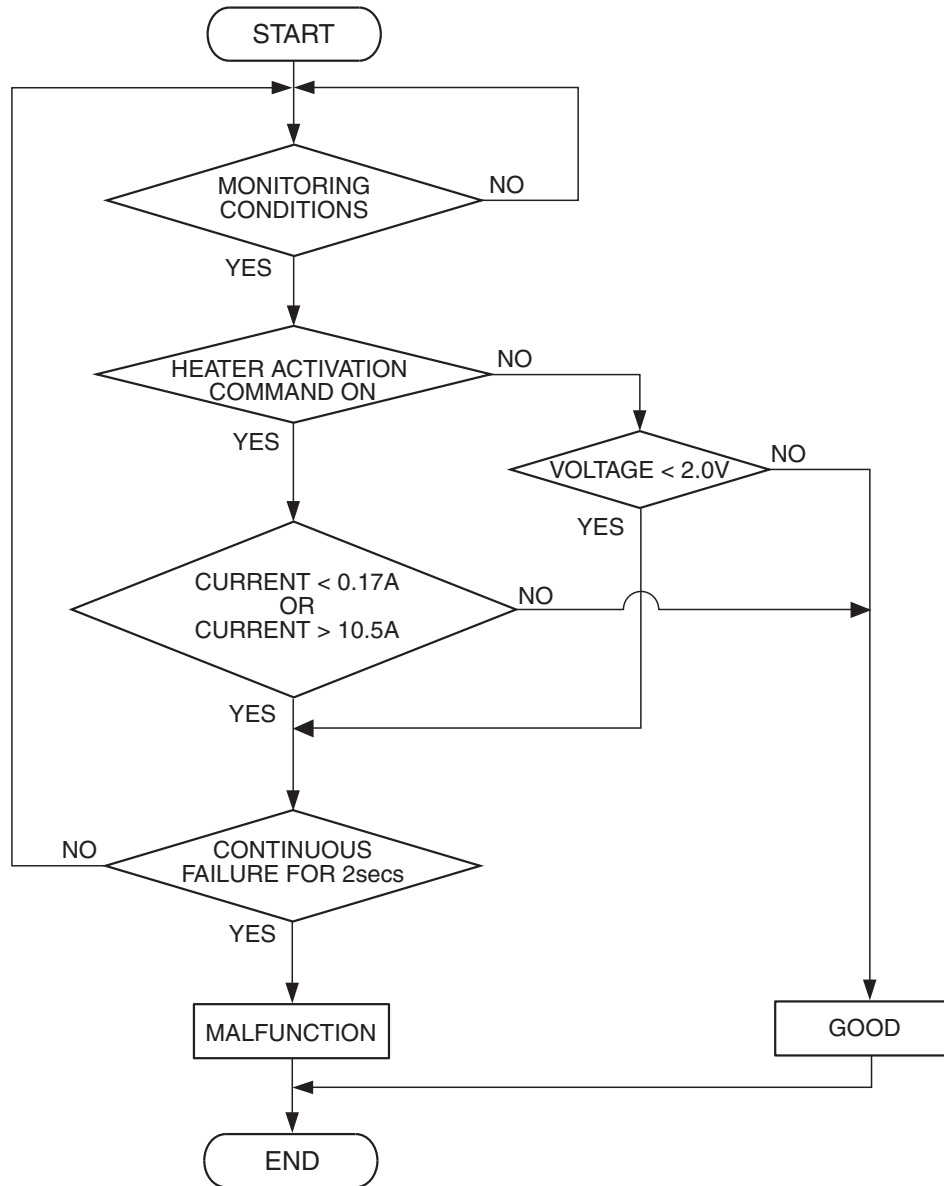 START
MONITORING
CONDITIONS
NO
YES
HEATER ACTIVATION
COMMAND ON
NO
YES
VOLTAGE < 2.0V
NO
YES
CURRENT < 0.17A
OR
CURRENT > 10.5A
NO
YES
CONTINUOUS
FAILURE FOR 2secs
NO
YES
MALFUNCTION
GOOD
END